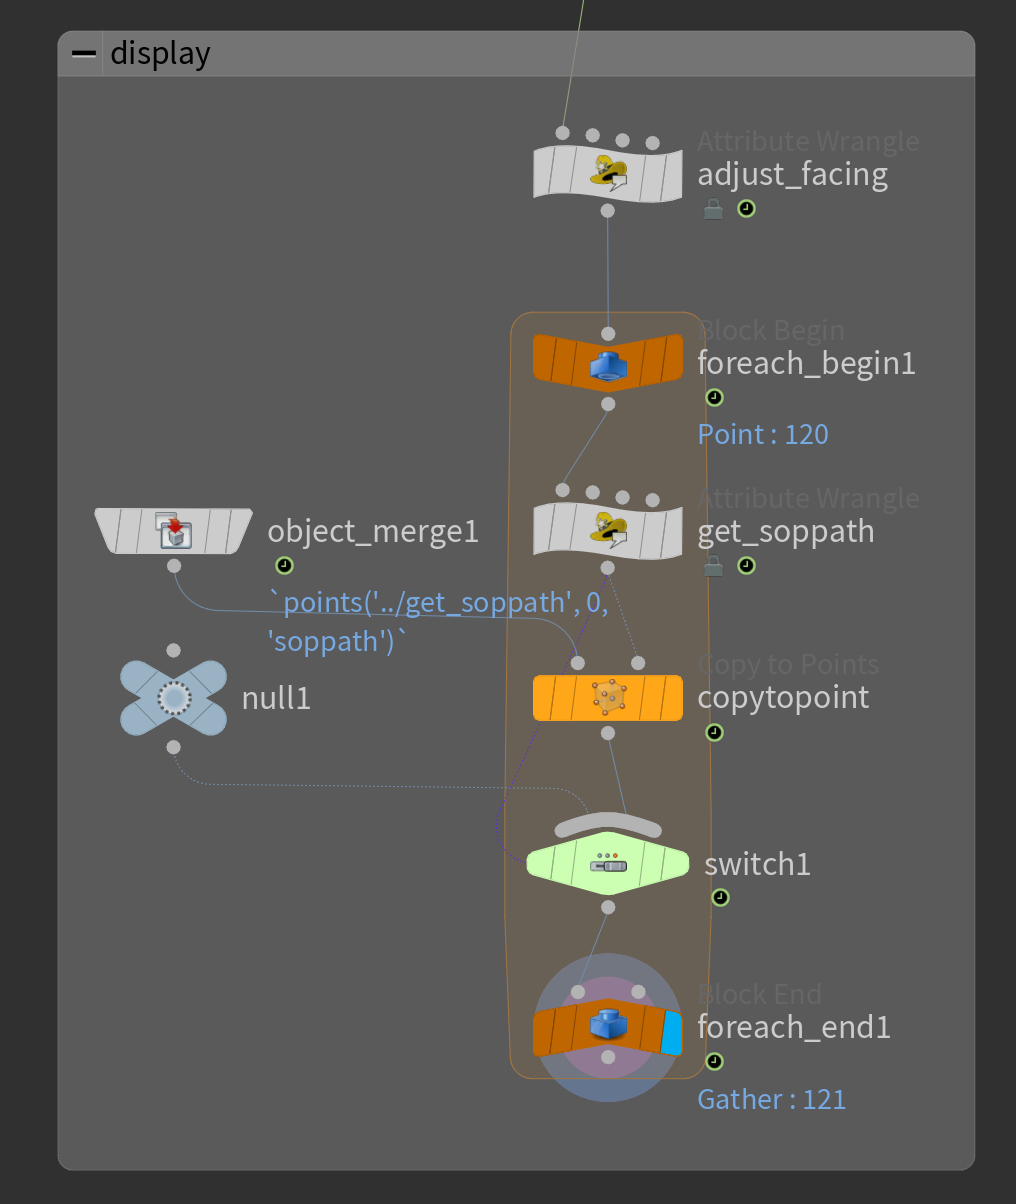 display
Attribute Wrangle
adjust_facing
Block Begin
foreach_begin1
Point : 120
Attribute Wrangle
get_soppath
object_merge1
`points('../get_soppath', 0,
'soppath')`
Copy to Points
copytopoint
null1
switch1
Block End
foreach_end1
Gather : 121